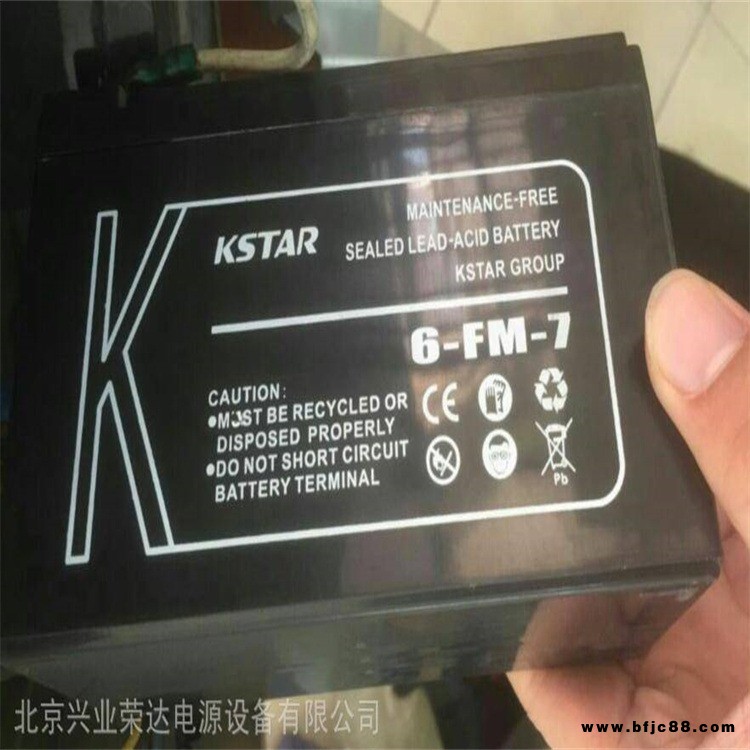 K
KSTAR
MAINTENANCE-FREE
SEALED LEAD-ACID BATTERY
KSTAR GROUP
6-FM-7
CAUTION:
•MUST BE RECYCLED OR
DISPOSED PROPERLY
•DO NOT SHORT CIRCUIT
BATTERY TERMINAL
CE
Pb
北京兴业荣达电源设备有限公司
www.bfjc88.com